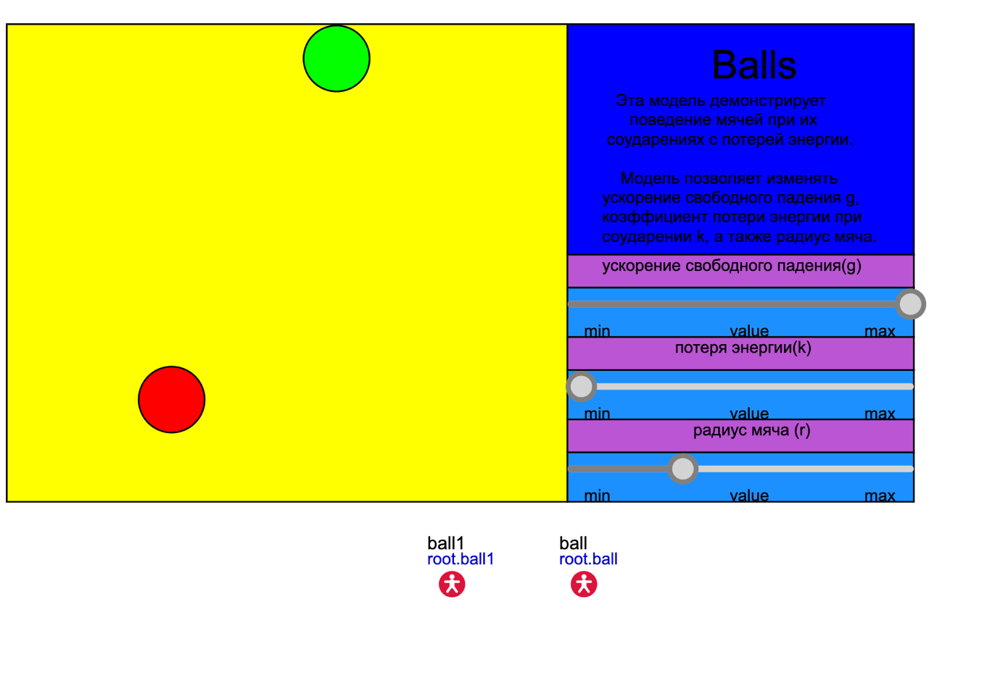 Balls
Эта модель демонстрирует
поведение мячей при их
соударениях с потерей энергии.
Модель позволяет изменять
ускорение свободного падения g,
коэффициент потери энергии при
соударении k, а также радиус мяча.
ускорение свободного падения(g)
min value max
потеря энергии(k)
min value max
радиус мяча (r)
min value max
ball1 ball
root.ball1 root.ball